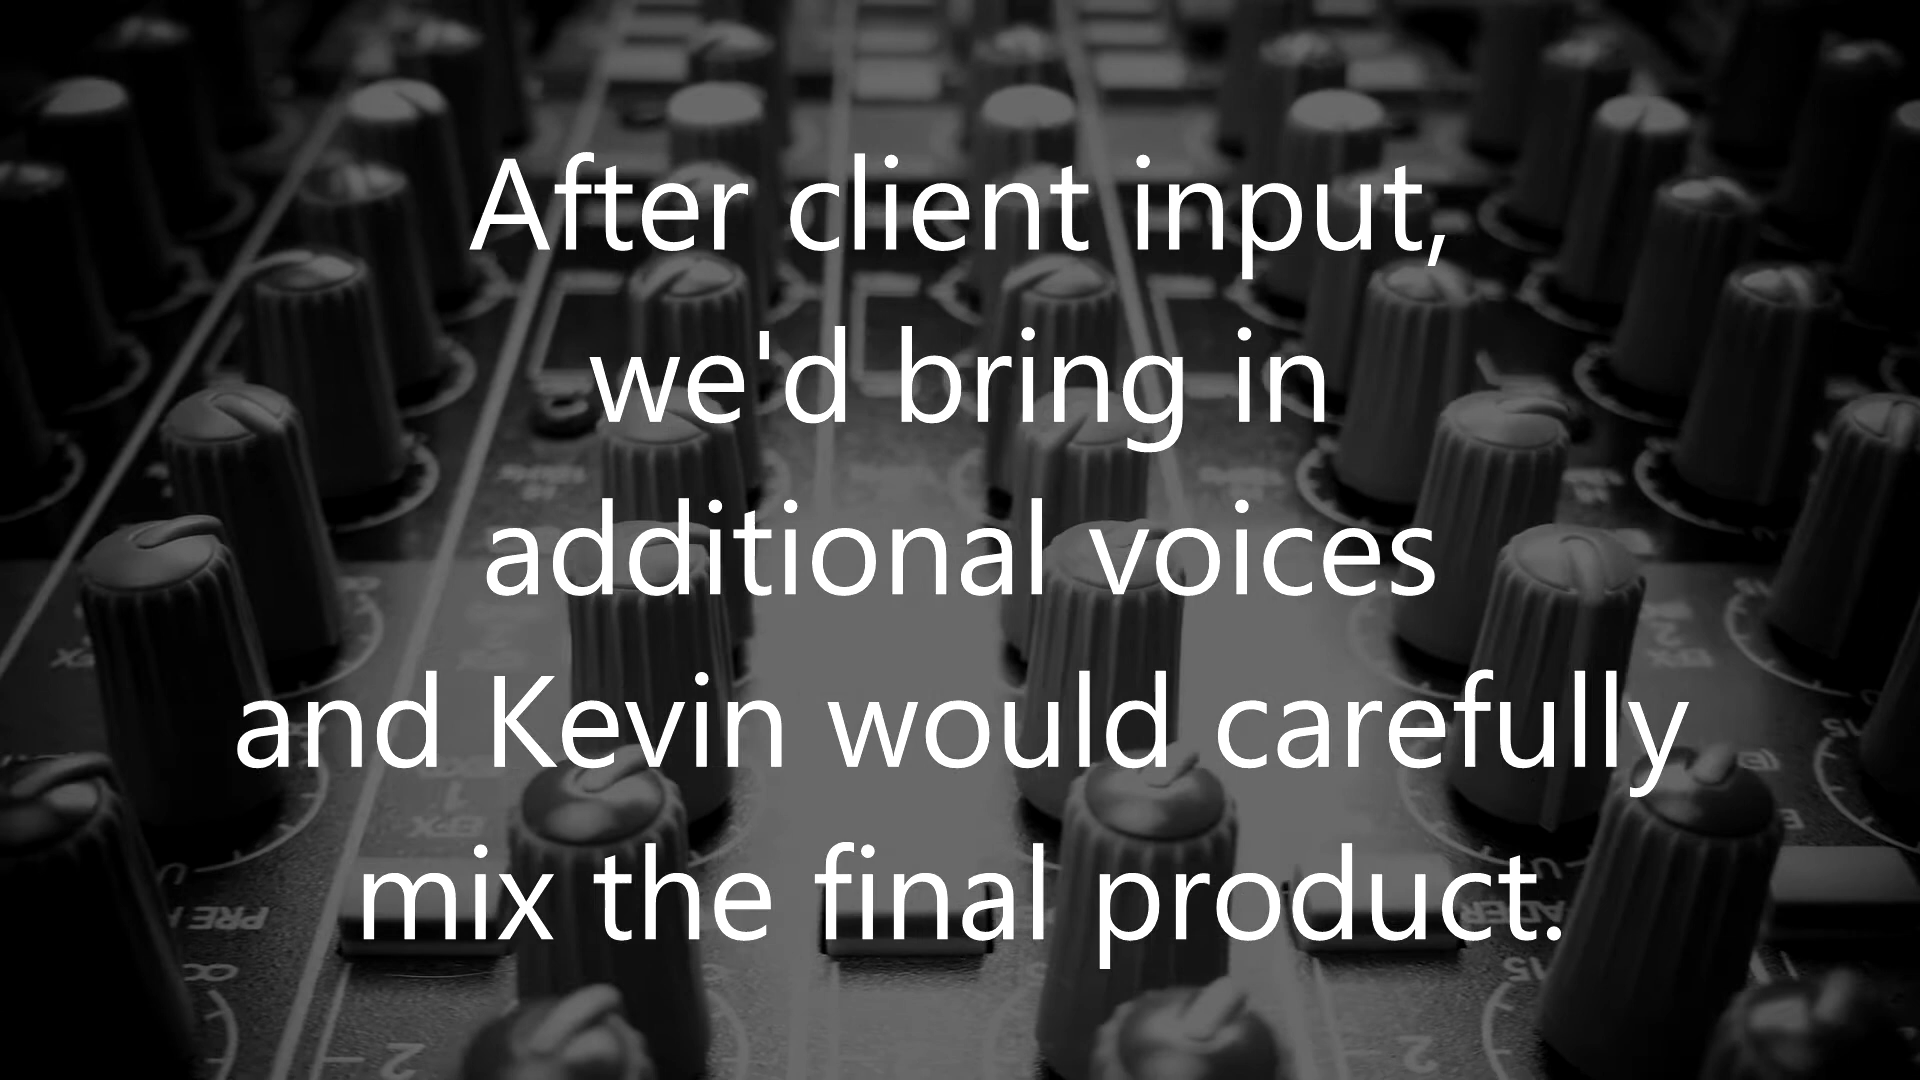 After client input,
we'd bring in
additional voices
and Kevin would carefully
mix the final product.